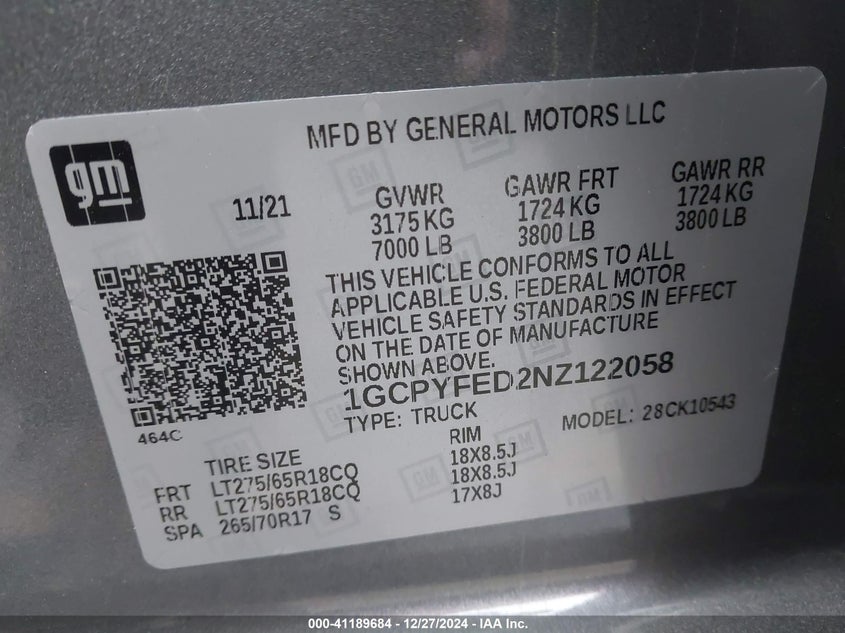 MFD BY GENERAL MOTORS LLC
gm
11/21
GVWR
3175 KG
7000 LB
GAWR FRT
1724 KG
3800 LB
GAWR RR
1724 KG
3800 LB
THIS VEHICLE CONFORMS TO ALL
APPLICABLE U.S. FEDERAL MOTOR
VEHICLE SAFETY STANDARDS IN EFFECT
ON THE DATE OF MANUFACTURE
SHOWN ABOVE.
1GCPYFED2NZ122058
TYPE: TRUCK
MODEL: 28CK10543
464C
TIRE SIZE RIM
FRT LT275/65R18CQ 18X8.5J
RR LT275/65R18CQ 18X8.5J
SPA 265/70R17 S 17X8J
000-41189684 - 12/27/2024 - IAA Inc.